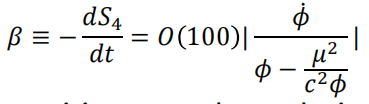 β ≡ − dS₄/dt = O(100)| ϕ̇ / (ϕ − μ²/(c²ϕ)) |